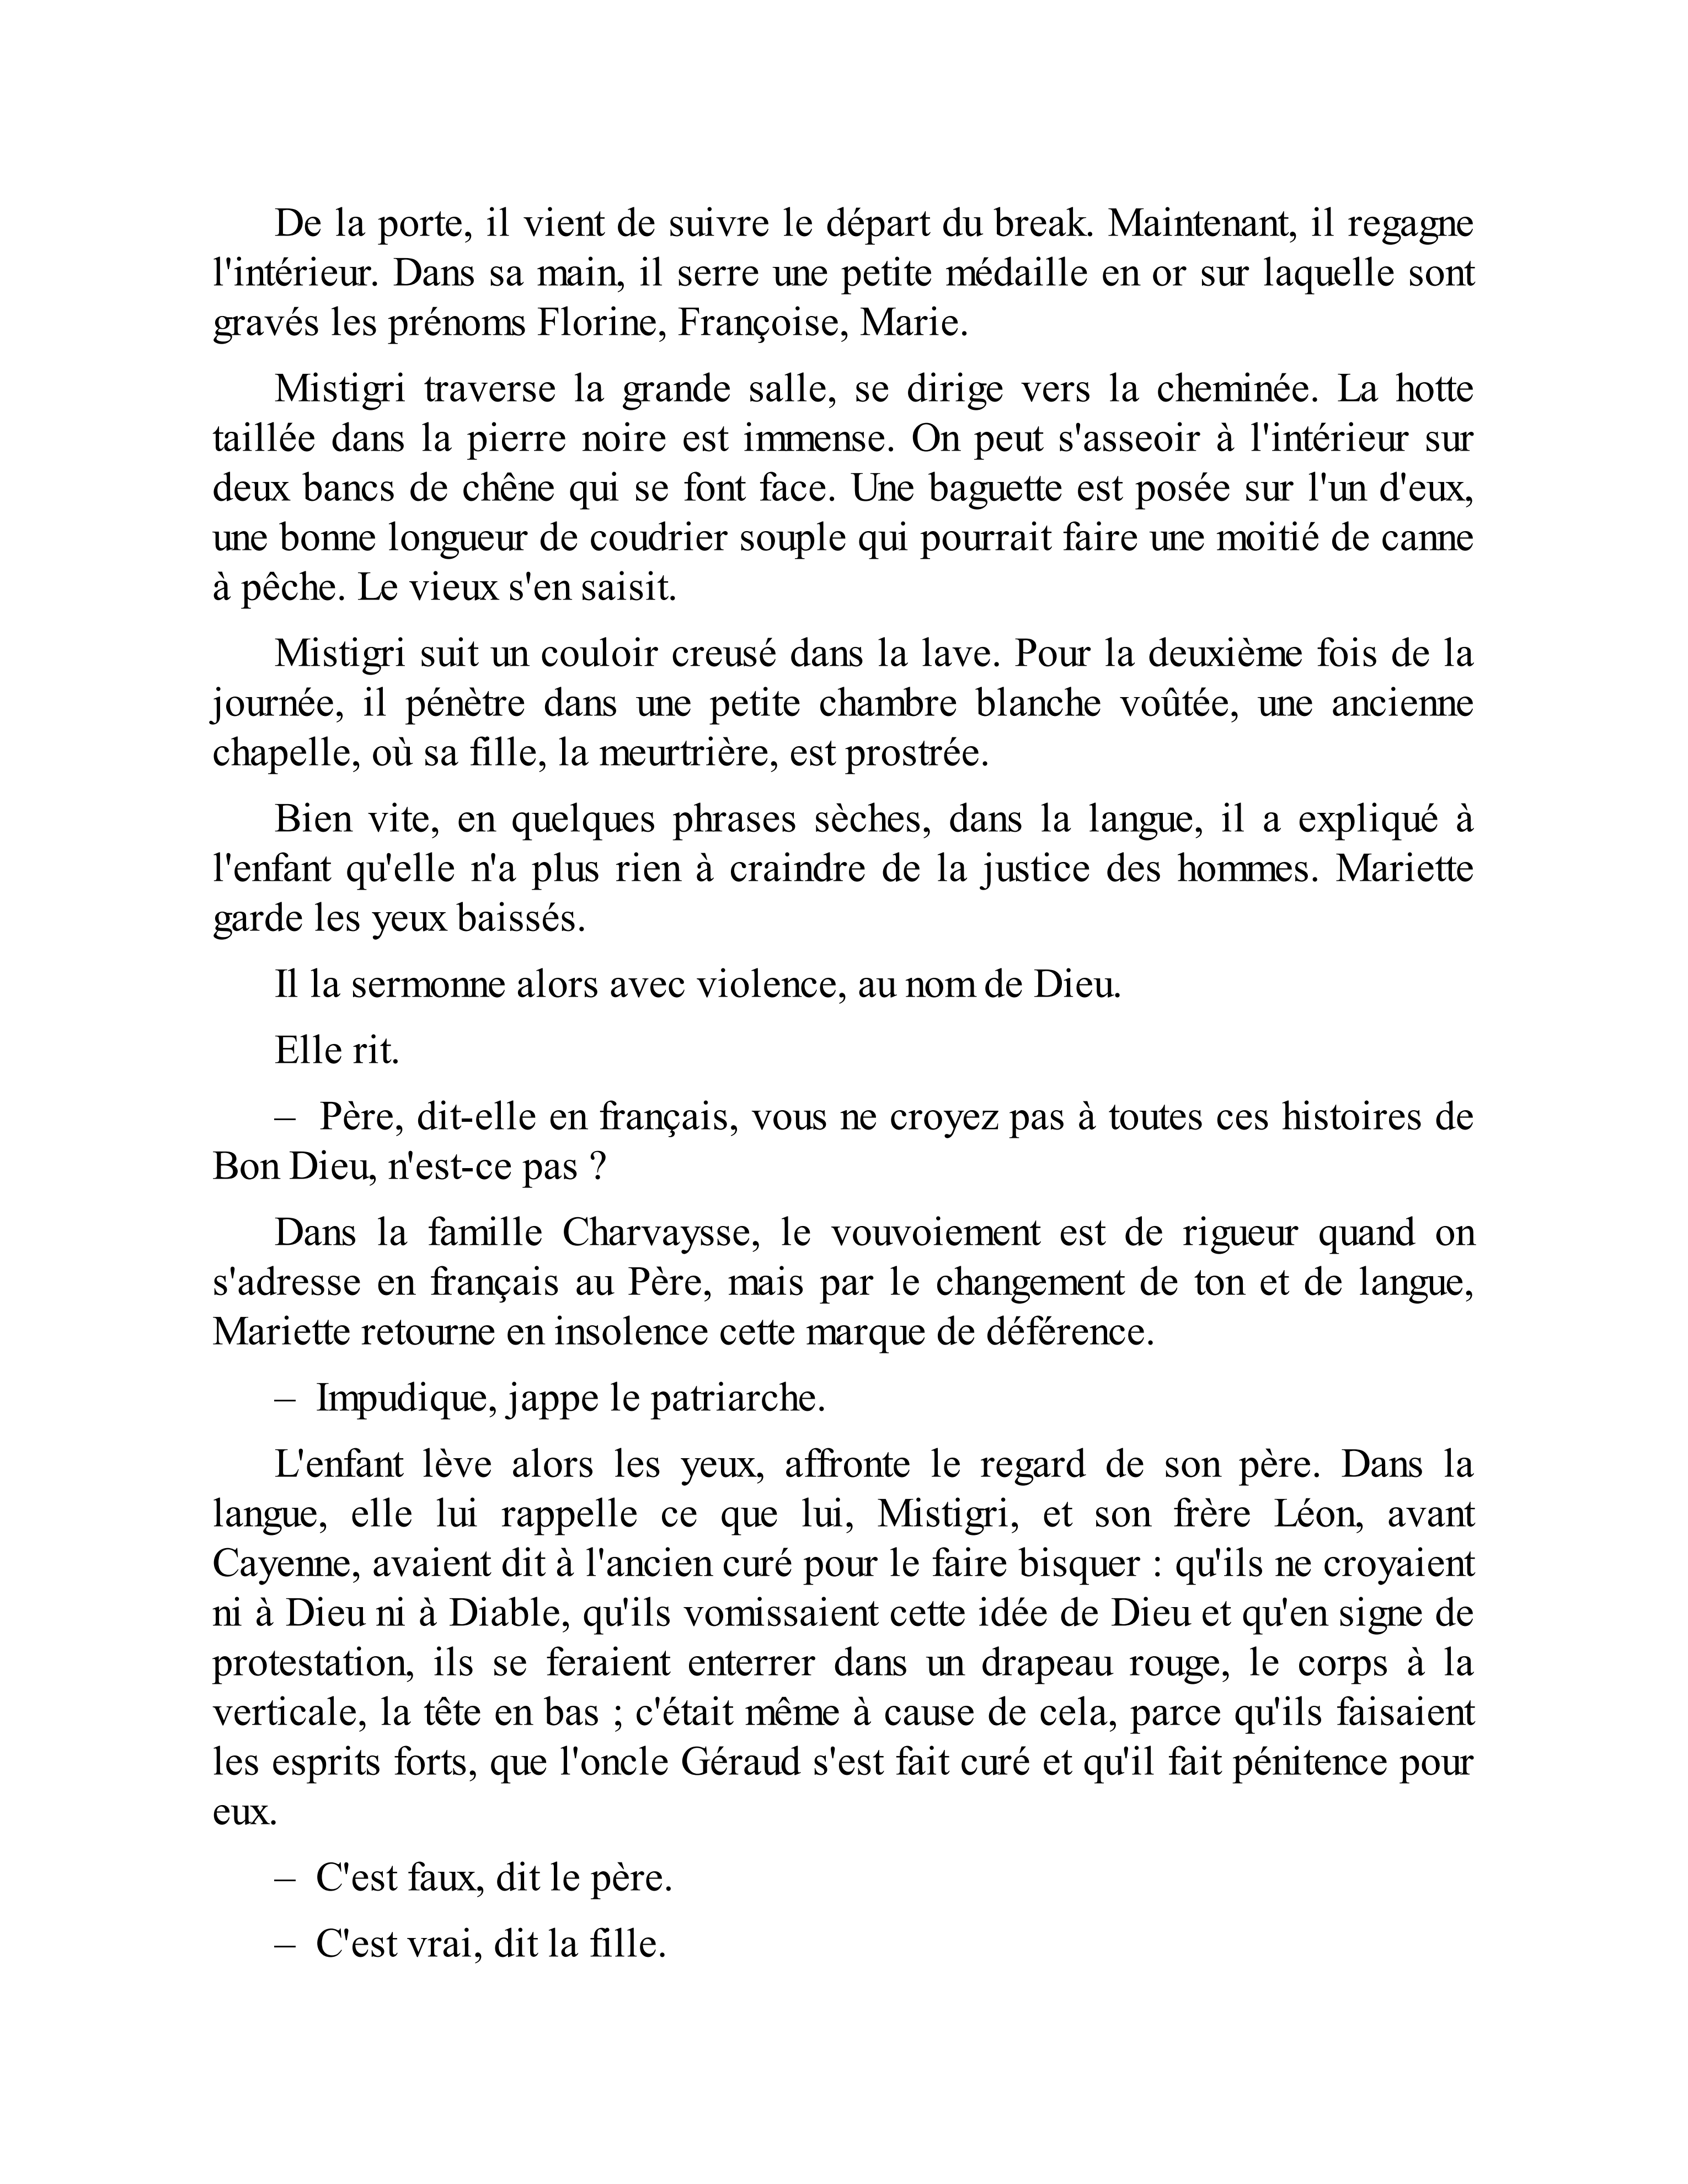 De la porte, il vient de suivre le départ du break. Maintenant, il regagne
l'intérieur. Dans sa main, il serre une petite médaille en or sur laquelle sont
gravés les prénoms Florine, Françoise, Marie.
Mistigri traverse la grande salle, se dirige vers la cheminée. La hotte
taillée dans la pierre noire est immense. On peut s'asseoir à l'intérieur sur
deux bancs de chêne qui se font face. Une baguette est posée sur l'un d'eux,
une bonne longueur de coudrier souple qui pourrait faire une moitié de canne
à pêche. Le vieux s'en saisit.
Mistigri suit un couloir creusé dans la lave. Pour la deuxième fois de la
journée, il pénètre dans une petite chambre blanche voûtée, une ancienne
chapelle, où sa fille, la meurtrière, est prostrée.
Bien vite, en quelques phrases sèches, dans la langue, il a expliqué à
l'enfant qu'elle n'a plus rien à craindre de la justice des hommes. Mariette
garde les yeux baissés.
Il la sermonne alors avec violence, au nom de Dieu.
Elle rit.
– Père, dit-elle en français, vous ne croyez pas à toutes ces histoires de
Bon Dieu, n'est-ce pas ?
Dans la famille Charvaysse, le vouvoiement est de rigueur quand on
s'adresse en français au Père, mais par le changement de ton et de langue,
Mariette retourne en insolence cette marque de déférence.
– Impudique, jappe le patriarche.
L'enfant lève alors les yeux, affronte le regard de son père. Dans la
langue, elle lui rappelle ce que lui, Mistigri, et son frère Léon, avant
Cayenne, avaient dit à l'ancien curé pour le faire bisquer : qu'ils ne croyaient
ni à Dieu ni à Diable, qu'ils vomissaient cette idée de Dieu et qu'en signe de
protestation, ils se feraient enterrer dans un drapeau rouge, le corps à la
verticale, la tête en bas ; c'était même à cause de cela, parce qu'ils faisaient
les esprits forts, que l'oncle Géraud s'est fait curé et qu'il fait pénitence pour
eux.
– C'est faux, dit le père.
– C'est vrai, dit la fille.